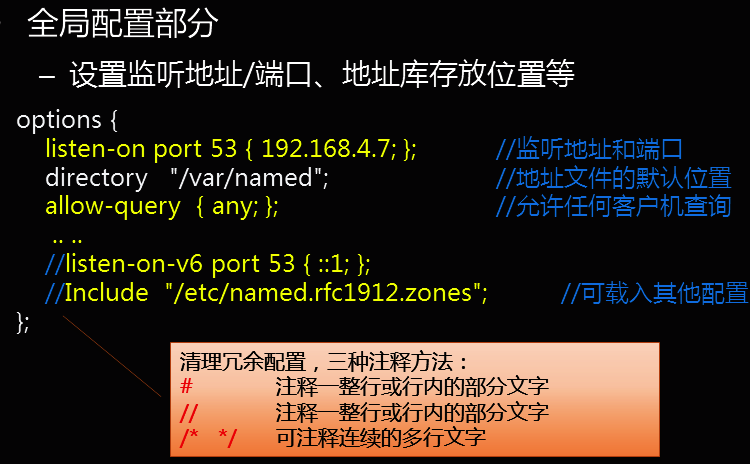 全局配置部分
– 设置监听地址/端口、地址库存放位置等
options {
listen-on port 53 { 192.168.4.7; }; //监听地址和端口
directory "/var/named"; //地址文件的默认位置
allow-query { any; }; //允许任何客户机查询
.. ..
//listen-on-v6 port 53 { ::1; };
//Include "/etc/named.rfc1912.zones"; //可载入其他配置
};
清理冗余配置，三种注释方法：
# 注释一整行或行内的部分文字
// 注释一整行或行内的部分文字
/* */ 可注释连续的多行文字